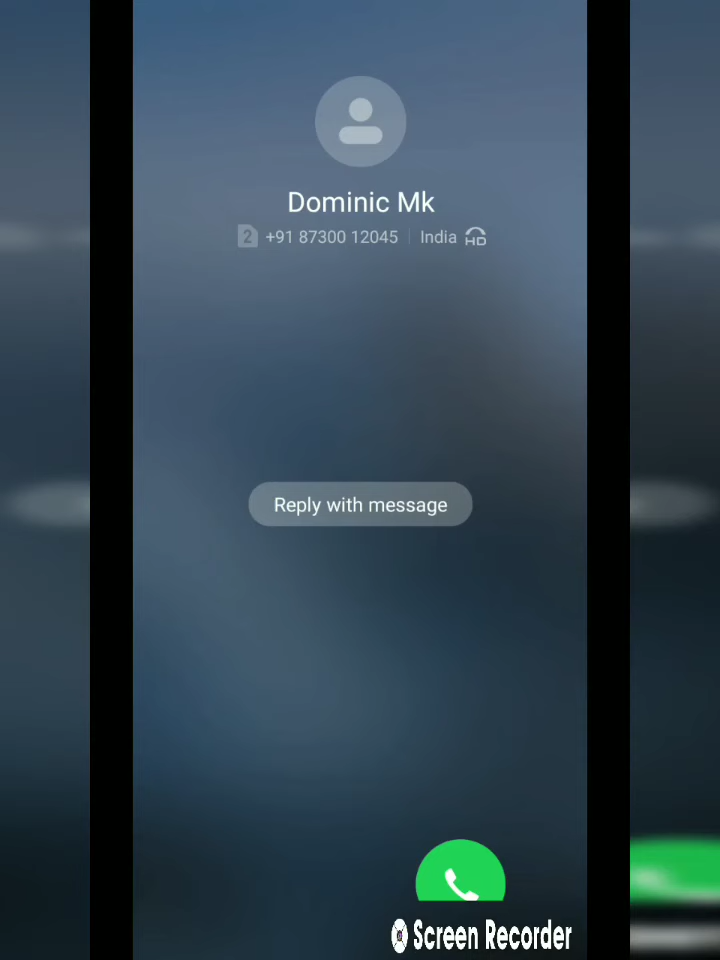 Dominic Mk
2 +91 87300 12045 | India HD
Reply with message
Screen Recorder